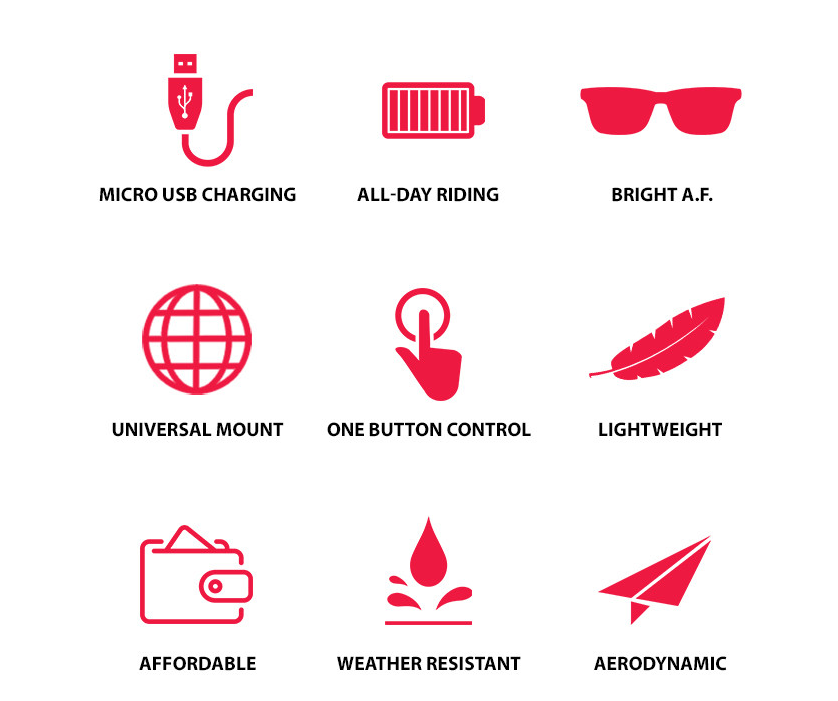 MICRO USB CHARGING
ALL-DAY RIDING
BRIGHT A.F.
UNIVERSAL MOUNT
ONE BUTTON CONTROL
LIGHTWEIGHT
AFFORDABLE
WEATHER RESISTANT
AERODYNAMIC